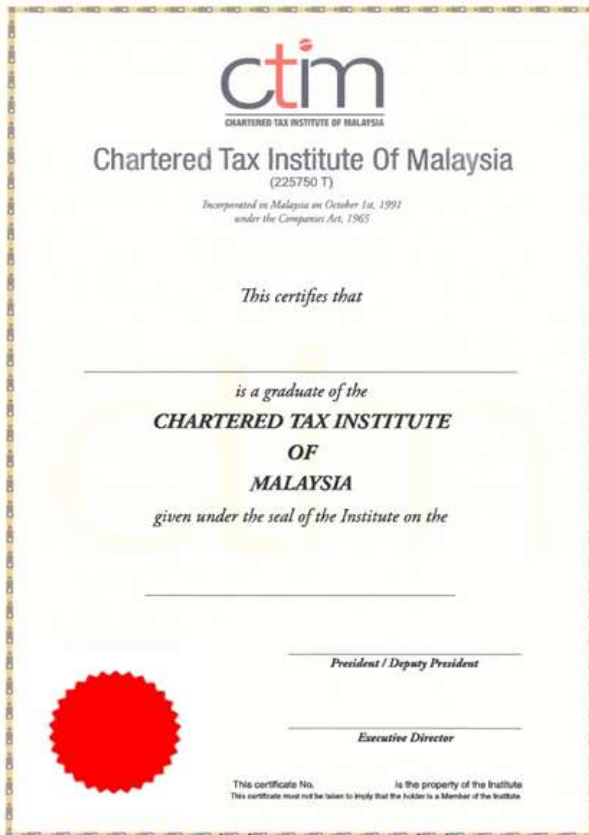 ctim
CHARTERED TAX INSTITUTE OF MALAYSIA
Chartered Tax Institute Of Malaysia
(225750 T)
Incorporated in Malaysia on October 1st, 1991
under the Companies Act, 1965
This certifies that
is a graduate of the
CHARTERED TAX INSTITUTE
OF
MALAYSIA
given under the seal of the Institute on the
President / Deputy President
Executive Director
This certificate No. is the property of the Institute
This certificate must not be taken to imply that the holder is a Member of the Institute.